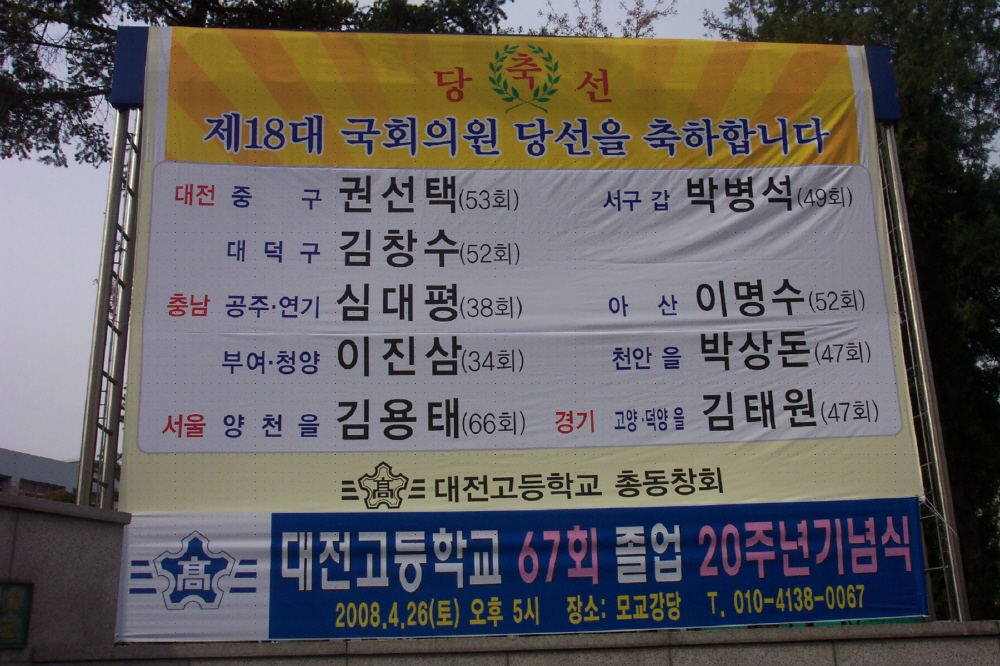 당 축 선
제18대 국회의원 당선을 축하합니다
대전 중 구 권선택(53회) 서구 갑 박병석(49회)
대 덕 구 김창수(52회)
충남 공주·연기 심대평(38회) 아 산 이명수(52회)
부여·청양 이진삼(34회) 천안 을 박상돈(47회)
서울 양 천 을 김용태(66회) 경기 고양·덕양 을 김태원(47회)
高 대전고등학교 총동창회
高 대전고등학교 67회 졸업 20주년기념식
2008.4.26(토) 오후 5시 장소: 모교강당 T. 010-4138-0067